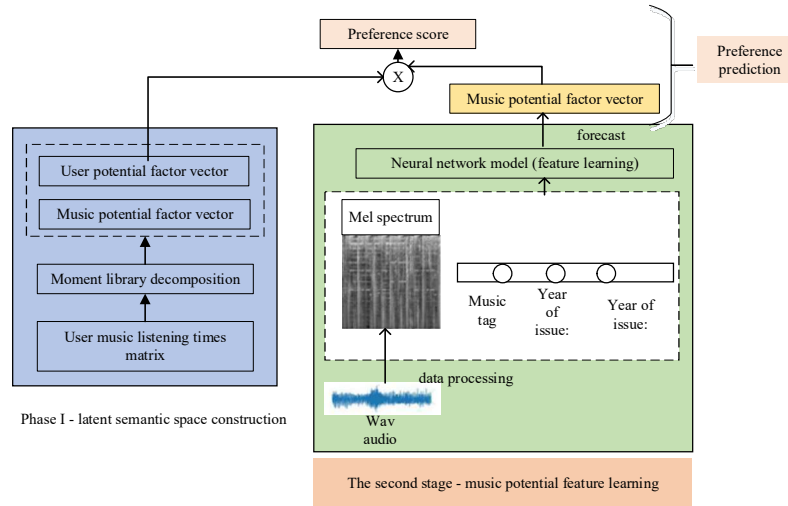 Preference score
X
Preference
prediction
Music potential factor vector
forecast
User potential factor vector
Music potential factor vector
Moment library decomposition
User music listening times
matrix
Phase I - latent semantic space construction
Neural network model (feature learning)
Mel spectrum
Music
tag
Year
of
issue:
Year of
issue:
data processing
Wav
audio
The second stage - music potential feature learning